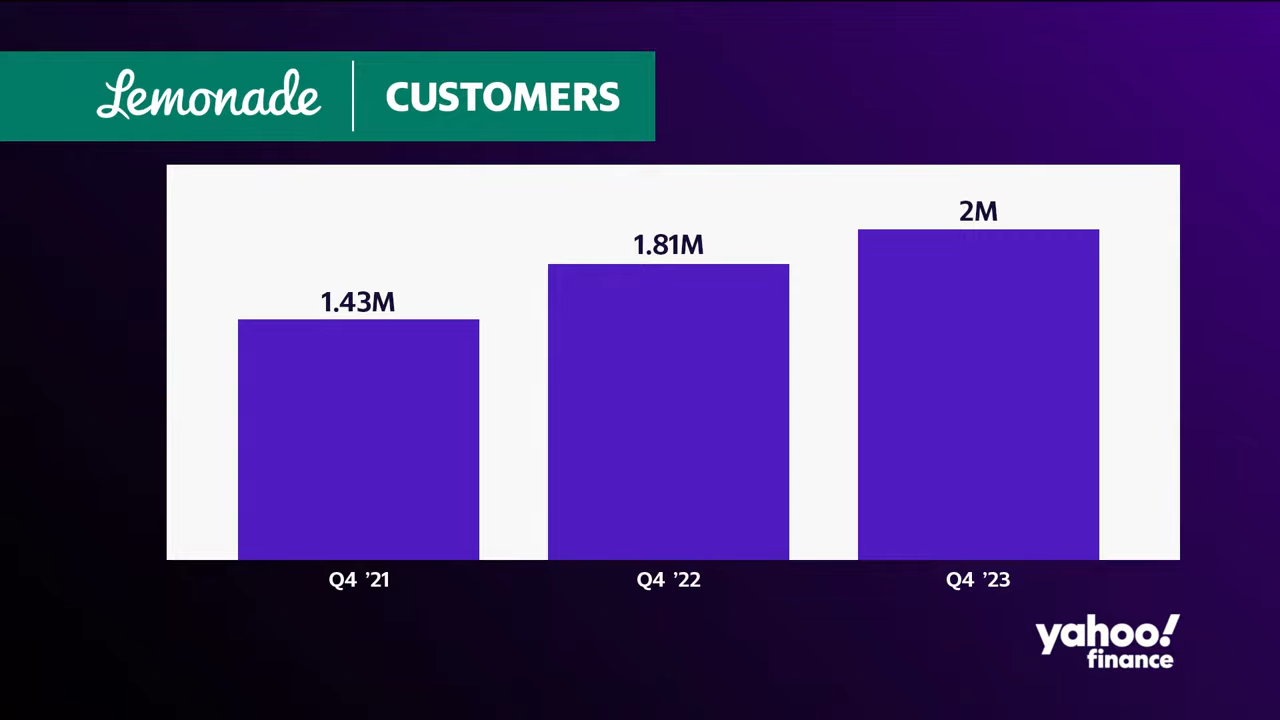 Lemonade
CUSTOMERS
1.43M
1.81M
2M
Q4 ’21
Q4 ’22
Q4 ’23
yahoo!
finance